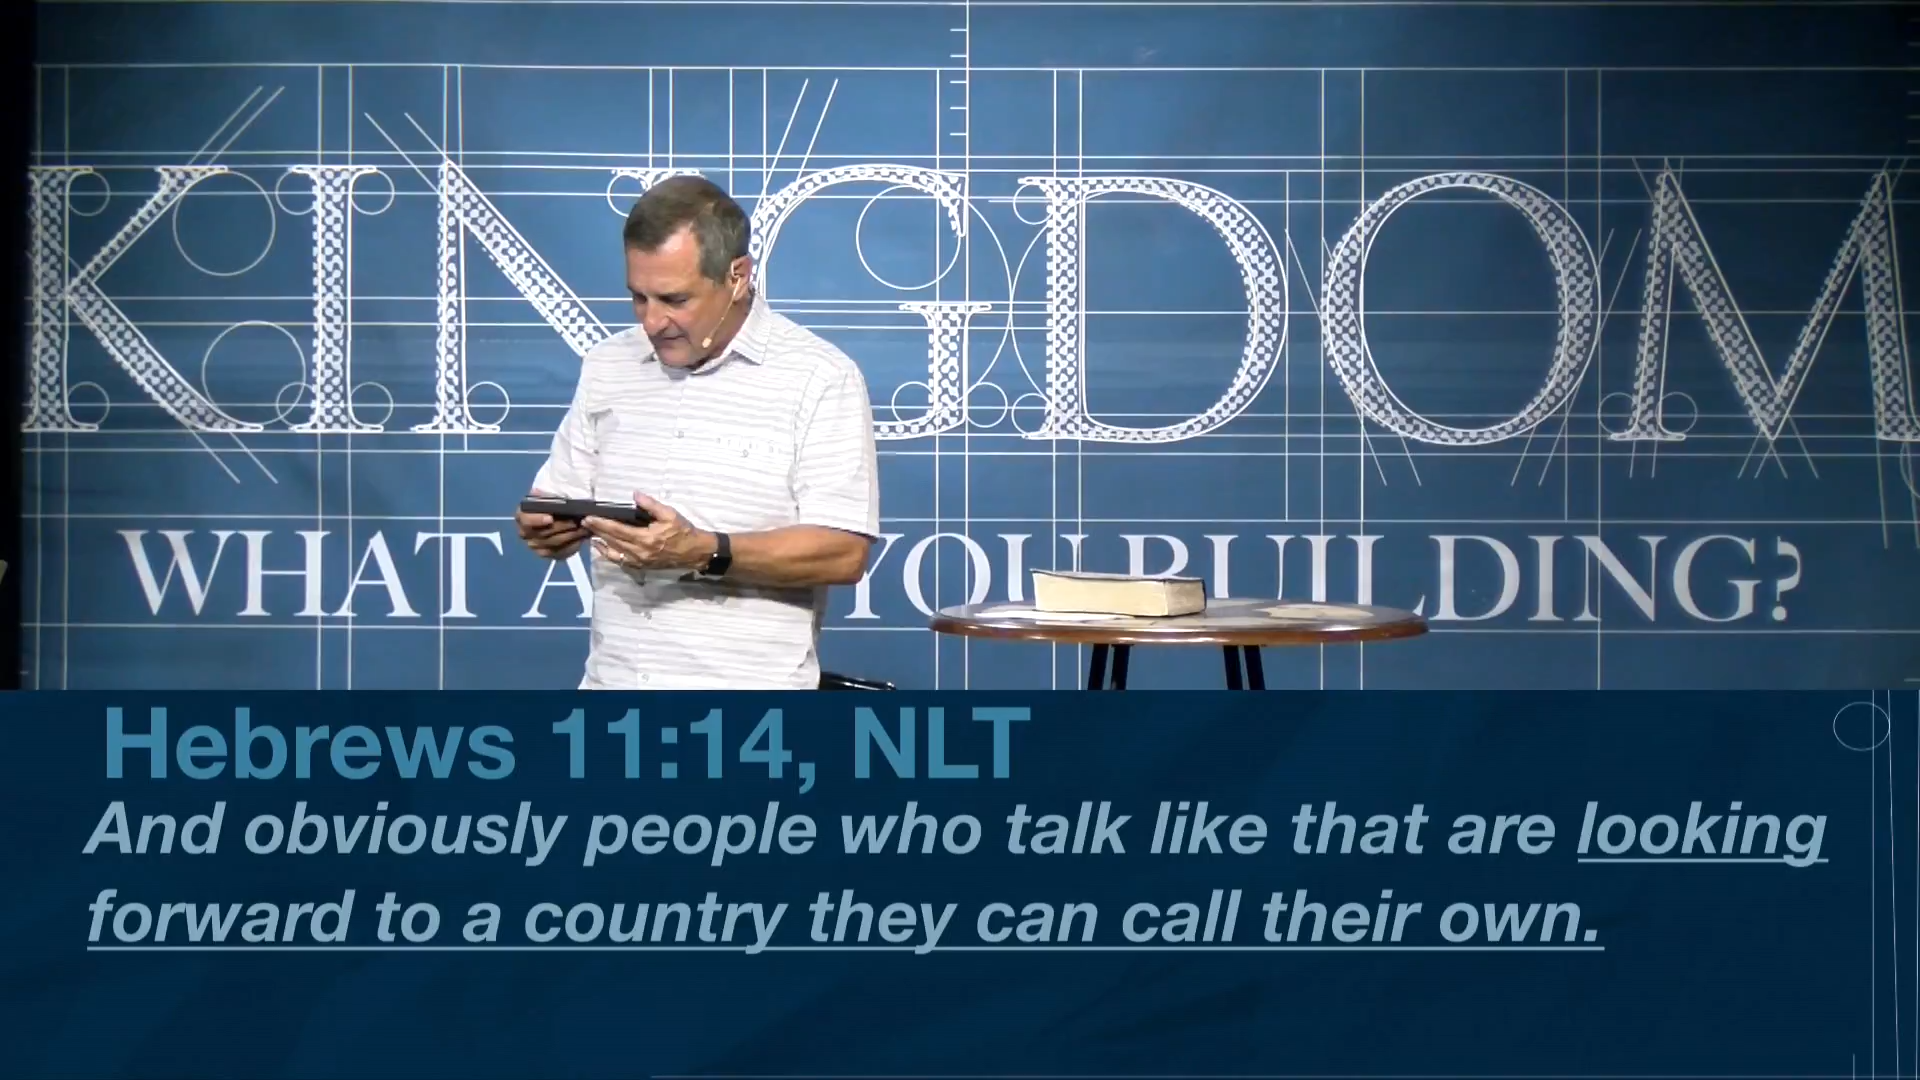 KINGDOM
WHAT A YOU BUILDING?
Hebrews 11:14, NLT
And obviously people who talk like that are looking
forward to a country they can call their own.